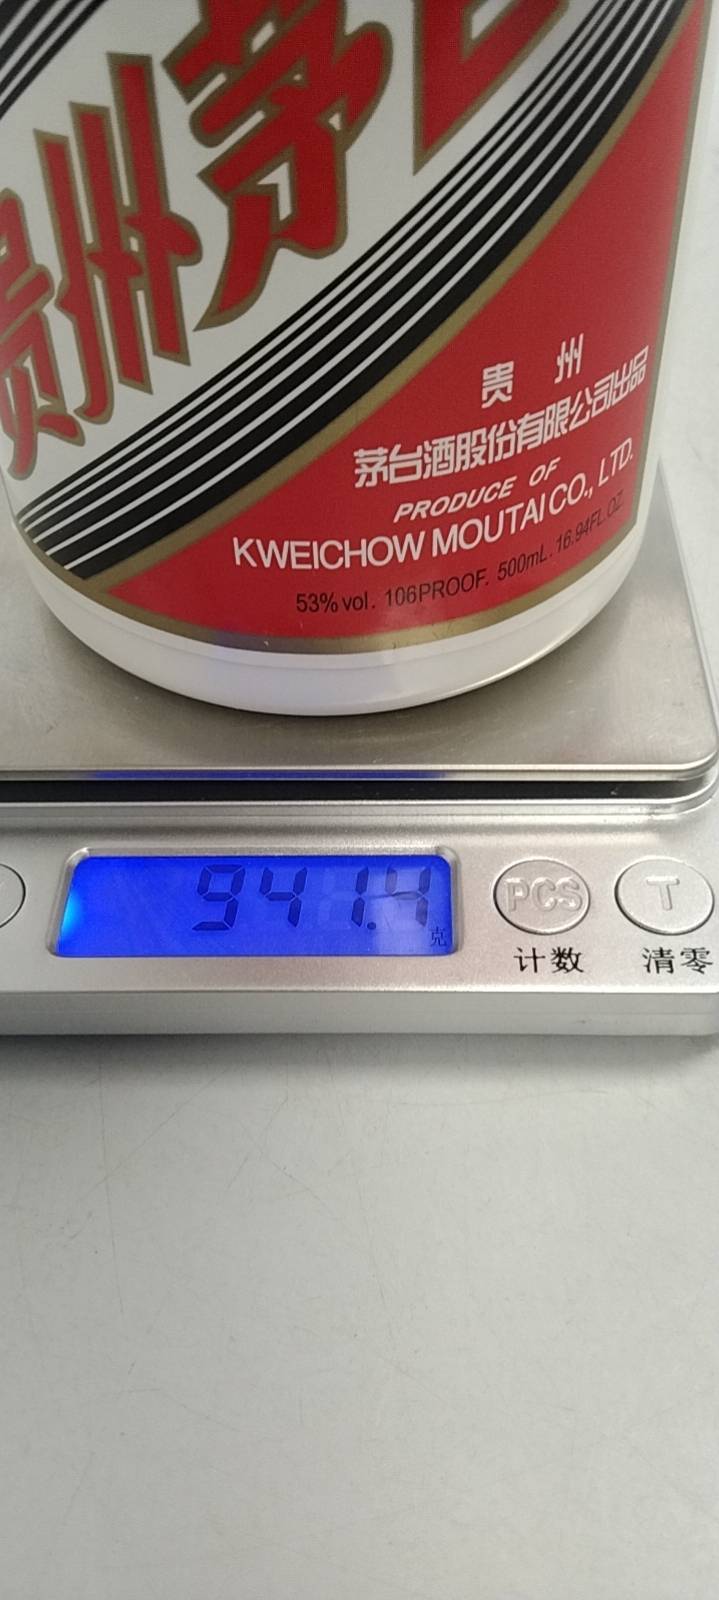 贵州茅台
贵州
茅台酒股份有限公司出品
PRODUCE OF
KWEICHOW MOUTAI CO., LTD.
53% vol. 106PROOF. 500mL. 16.94FL.OZ.
941.4
克
PCS
T
计数
清零